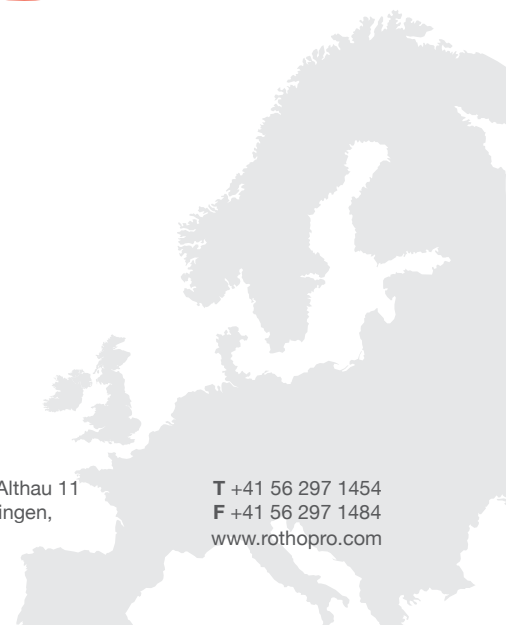 Althau 11
ingen,
T +41 56 297 1454
F +41 56 297 1484
www.rothopro.com